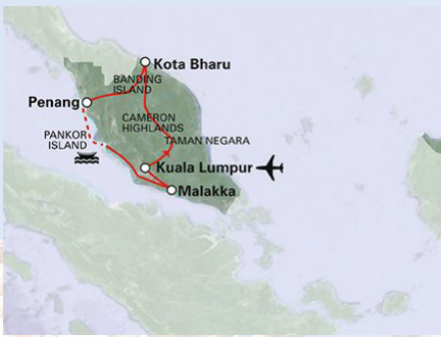 Kota Bharu
BANDING
ISLAND
Penang
CAMERON
HIGHLANDS
PANKOR
ISLAND
TAMAN NEGARA
Kuala Lumpur
Malakka